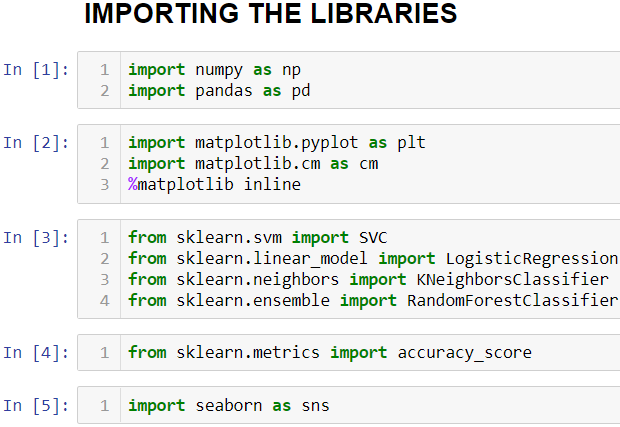 IMPORTING THE LIBRARIES
In [1]:
1 import numpy as np
2 import pandas as pd
In [2]:
1 import matplotlib.pyplot as plt
2 import matplotlib.cm as cm
3 %matplotlib inline
In [3]:
1 from sklearn.svm import SVC
2 from sklearn.linear_model import LogisticRegression
3 from sklearn.neighbors import KNeighborsClassifier
4 from sklearn.ensemble import RandomForestClassifier
In [4]:
1 from sklearn.metrics import accuracy_score
In [5]:
1 import seaborn as sns